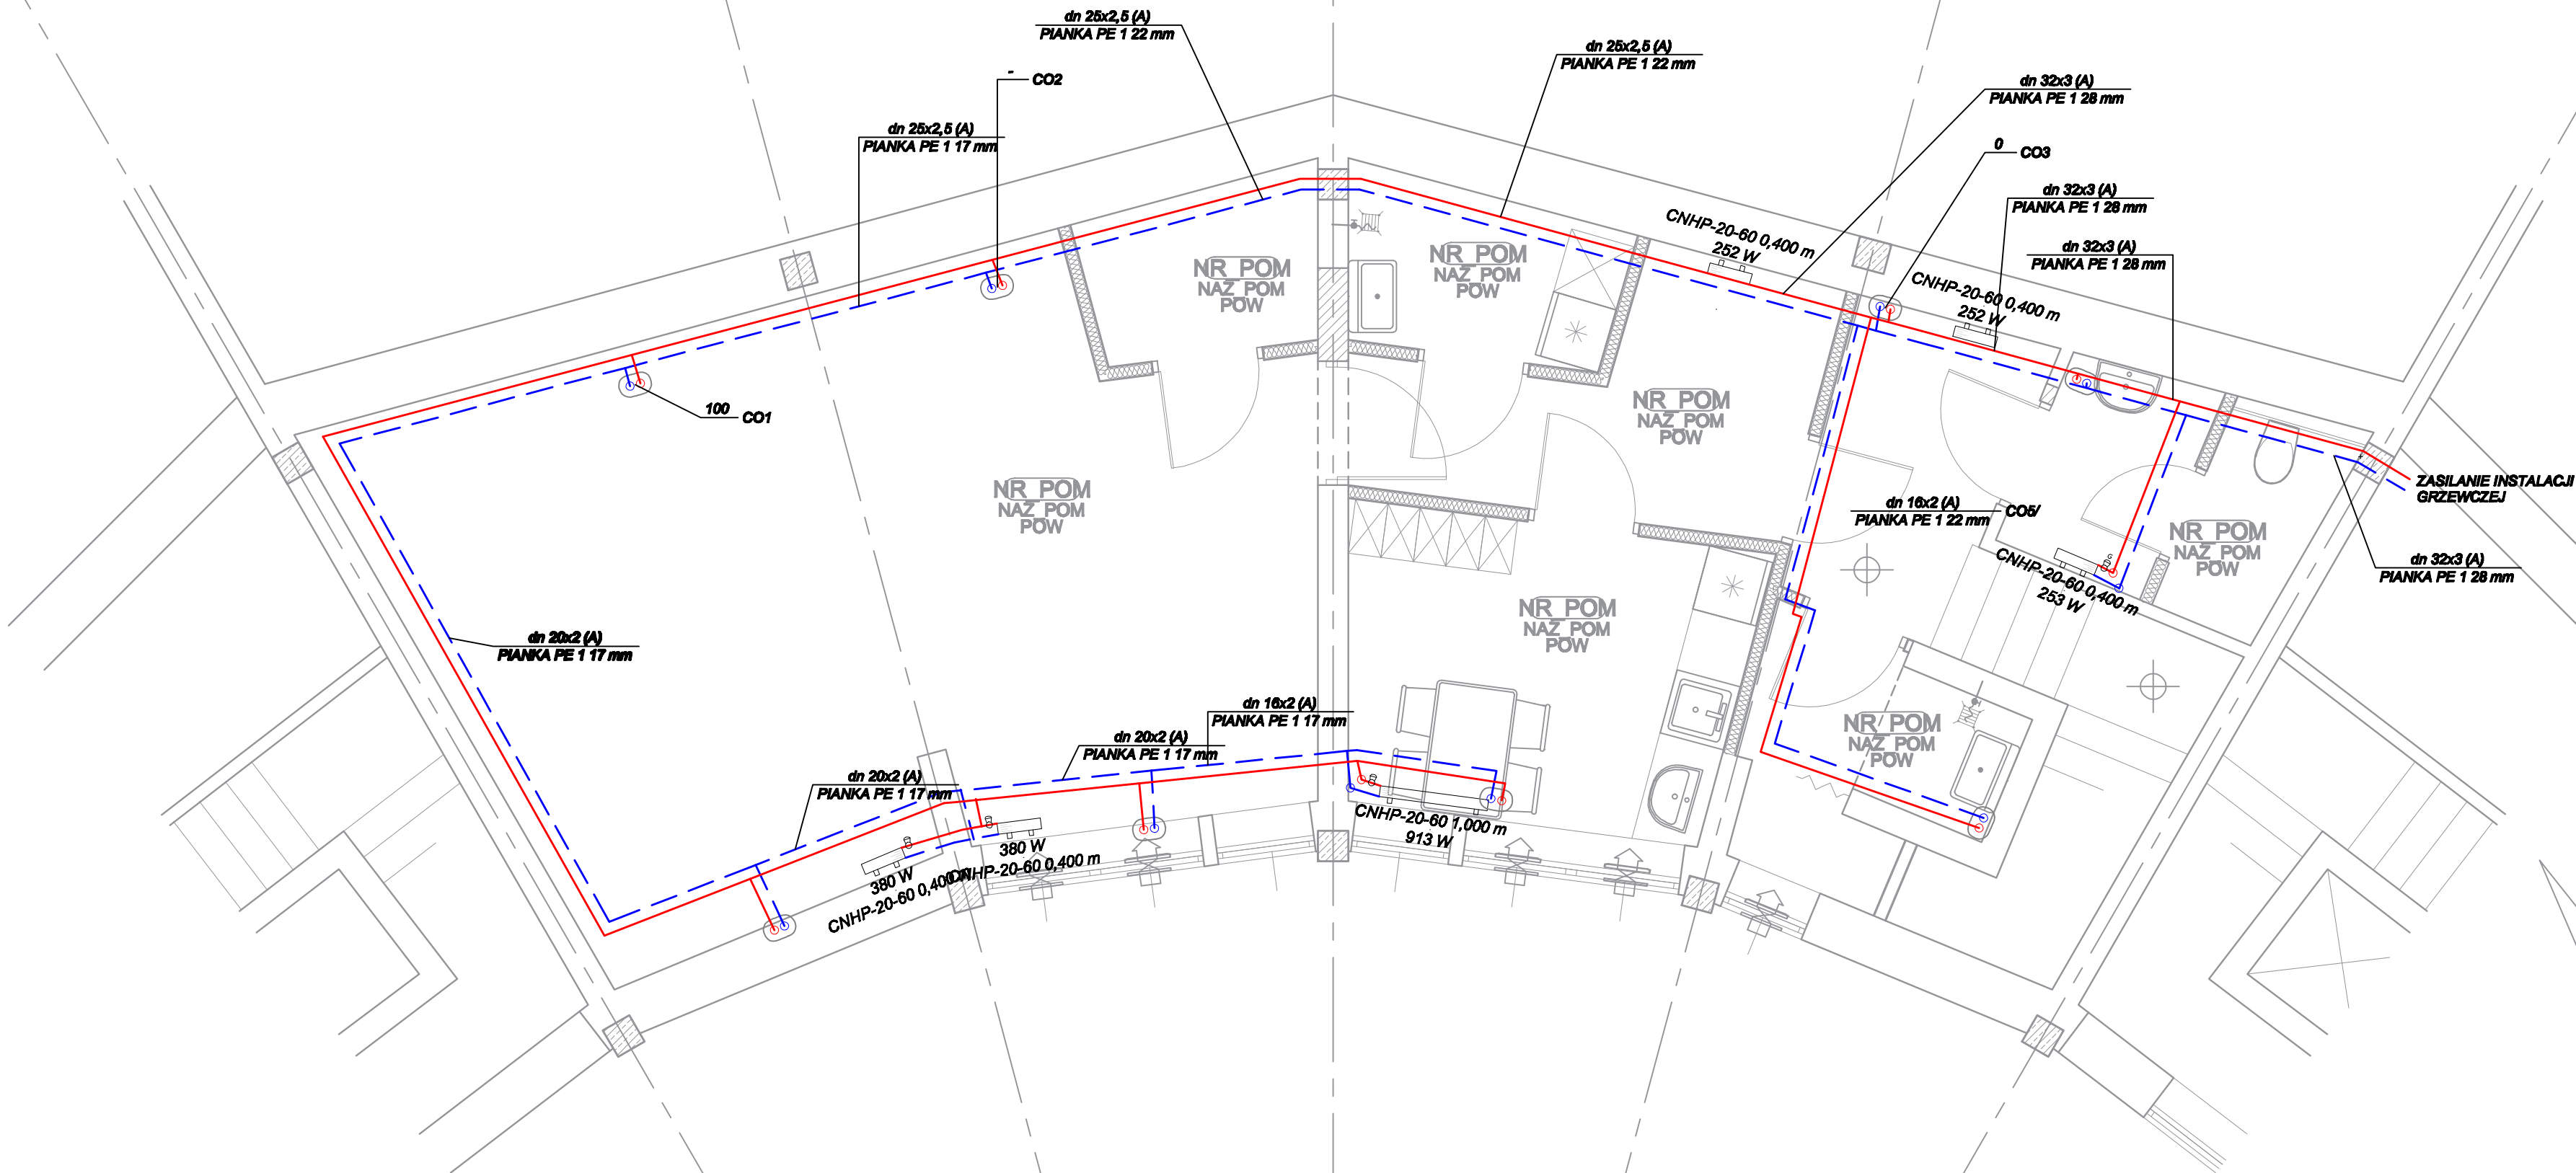 dn 25x2,5 (A)
PIANKA PE 1 22 mm
- CO2
dn 25x2,5 (A)
PIANKA PE 1 17 mm
dn 25x2,5 (A)
PIANKA PE 1 22 mm
dn 32x3 (A)
PIANKA PE 1 28 mm
0 CO3
dn 32x3 (A)
PIANKA PE 1 28 mm
dn 32x3 (A)
PIANKA PE 1 28 mm
CNHP-20-60 0,400 m
252 W
CNHP-20-60 0,400 m
252 W
NR_POM
NAZ_POM
POW
NR_POM
NAZ_POM
POW
100 CO1
NR_POM
NAZ_POM
POW
NR_POM
NAZ_POM
POW
dn 16x2 (A)
PIANKA PE 1 22 mm
CO5/
ZASILANIE INSTALACJI
GRZEWCZEJ
NR_POM
NAZ_POM
POW
dn 32x3 (A)
PIANKA PE 1 28 mm
CNHP-20-60 0,400 m
253 W
NR_POM
NAZ_POM
POW
dn 20x2 (A)
PIANKA PE 1 17 mm
dn 16x2 (A)
PIANKA PE 1 17 mm
dn 20x2 (A)
PIANKA PE 1 17 mm
dn 20x2 (A)
PIANKA PE 1 17 mm
NR_POM
NAZ_POM
POW
CNHP-20-60 1,000 m
913 W
380 W
CNHP-20-60 0,400 m
380 W
CNHP-20-60 0,400 m